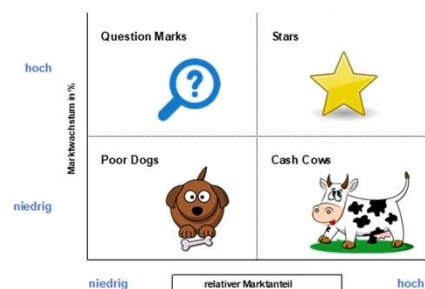 Question Marks
Stars
hoch
Marktwachstum in %
Poor Dogs
Cash Cows
niedrig
niedrig
relativer Marktanteil
hoch
?